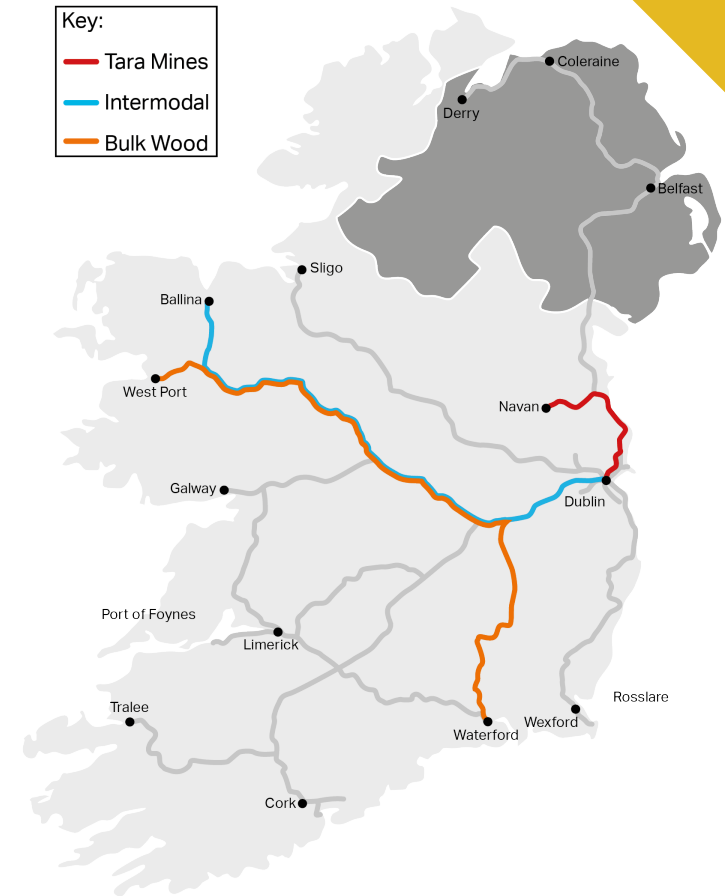 Key:
Tara Mines
Intermodal
Bulk Wood
Coleraine
Derry
Belfast
Sligo
Ballina
West Port
Navan
Galway
Dublin
Port of Foynes
Limerick
Rosslare
Tralee
Wexford
Waterford
Cork